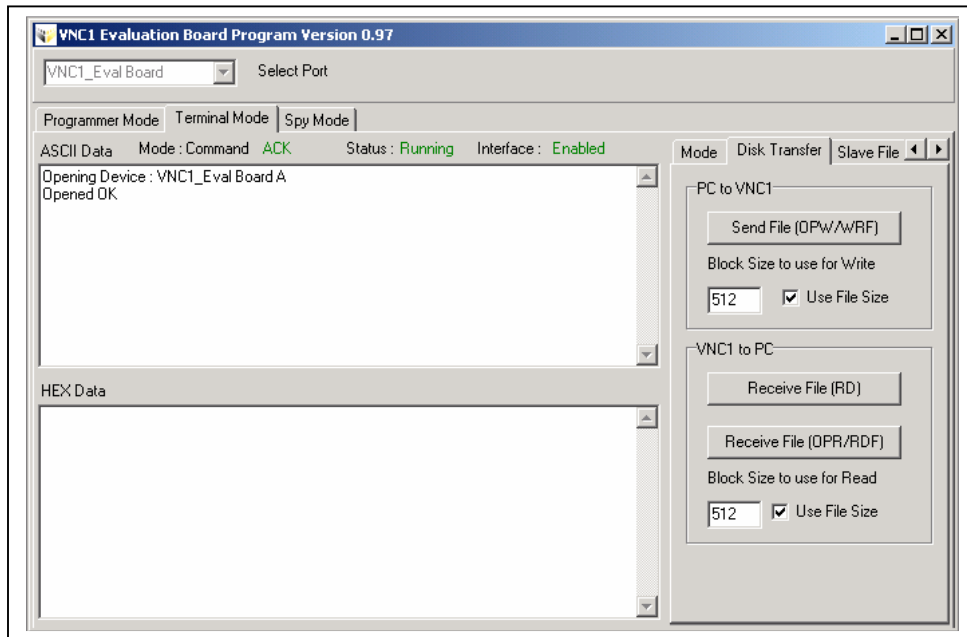 VNC1 Evaluation Board Program Version 0.97
VNC1_Eval Board
Select Port
Programmer Mode
Terminal Mode
Spy Mode
ASCII Data
Mode : Command ACK
Status : Running
Interface : Enabled
Opening Device : VNC1_Eval Board A
Opened OK
HEX Data
Mode
Disk Transfer
Slave File
PC to VNC1
Send File (OPW/WRF)
Block Size to use for Write
512
Use File Size
VNC1 to PC
Receive File (RD)
Receive File (OPR/RDF)
Block Size to use for Read
512
Use File Size